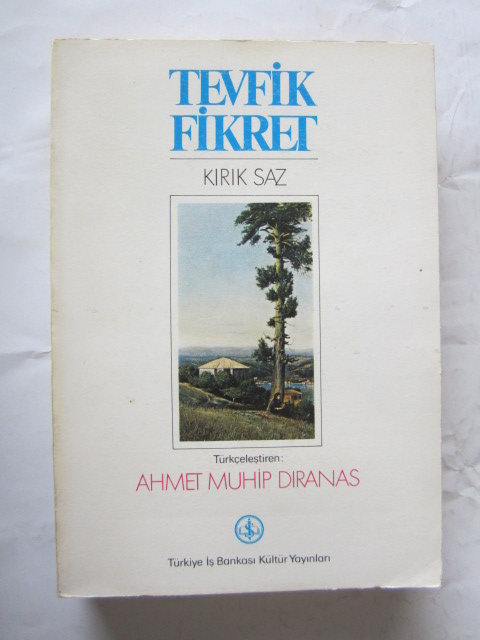 TEVFİK
FİKRET
KIRIK SAZ
Türkçeleştiren:
AHMET MUHİP DIRANAS
Türkiye İş Bankası Kültür Yayınları